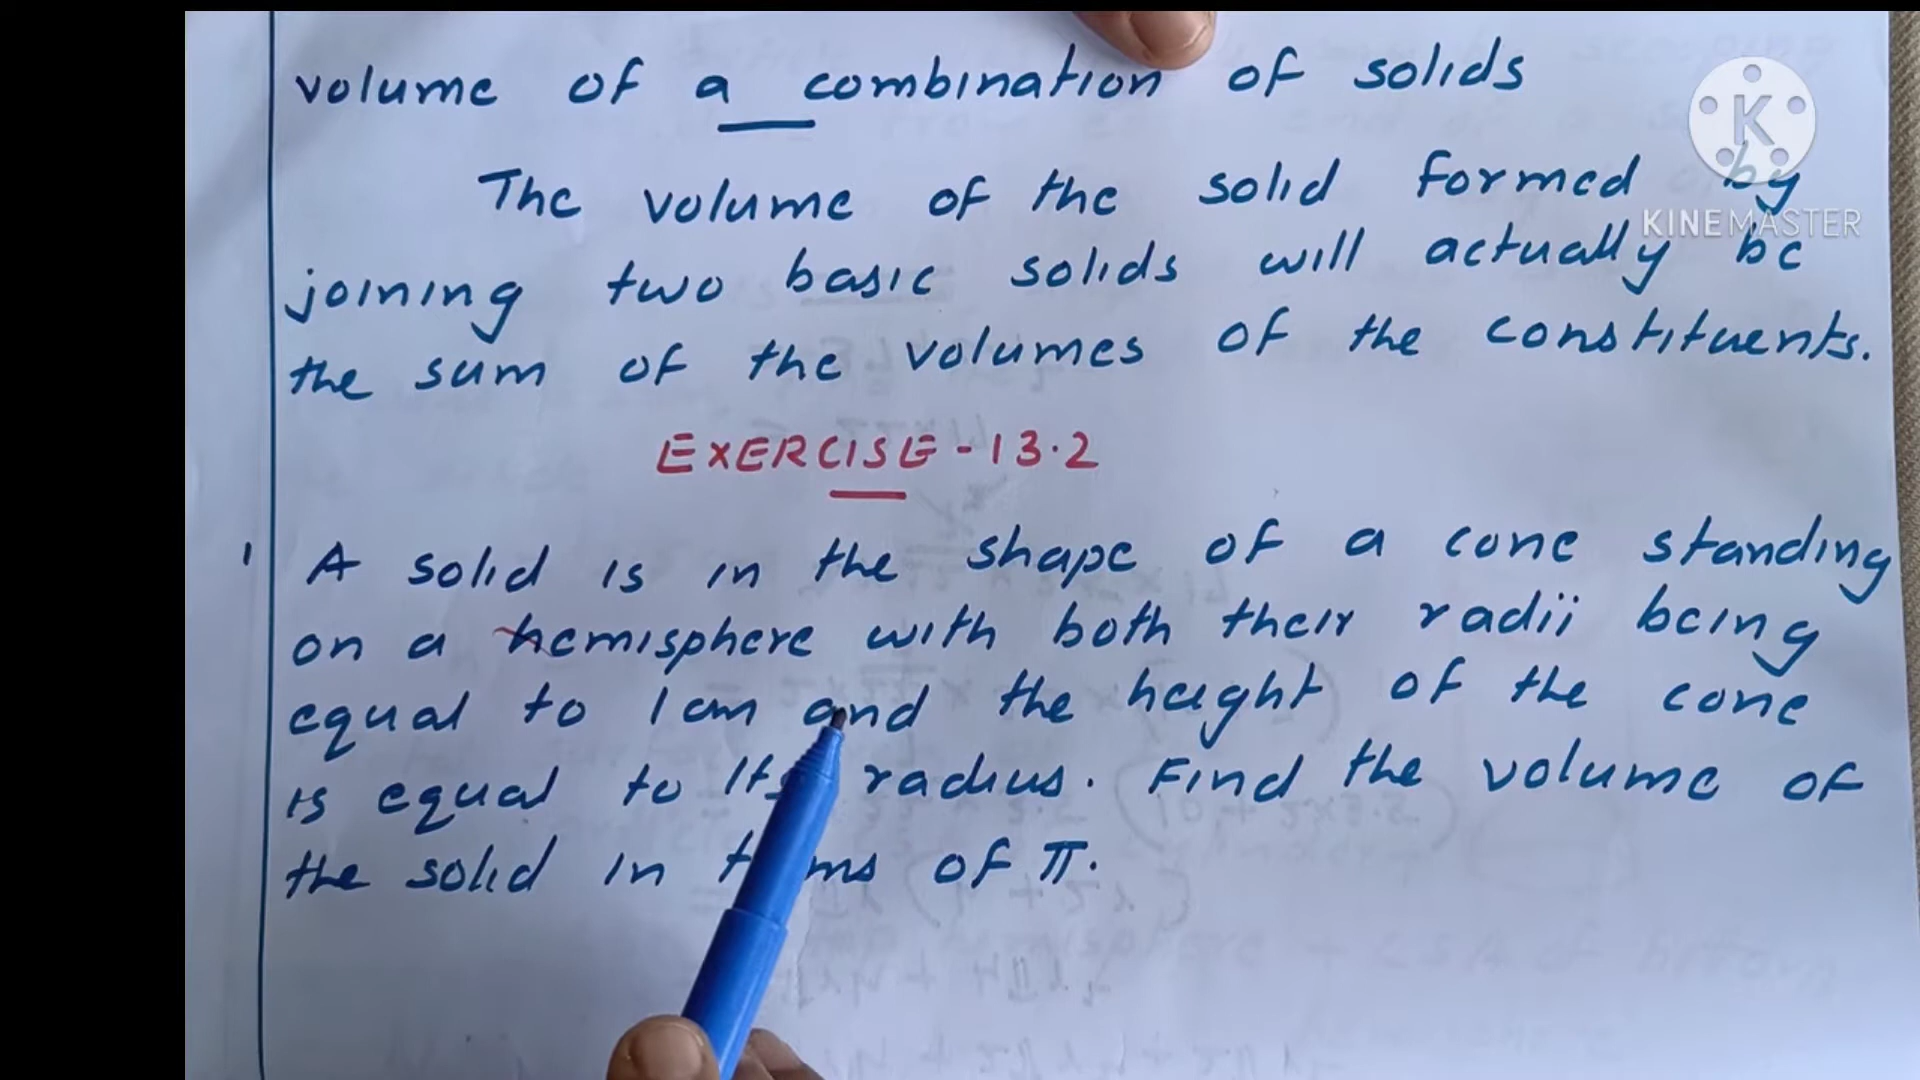 volume of a combination of solids
The volume of the solid formed by
joining two basic solids will actually be
the sum of the volumes of the constituents.
EXERCISE - 13.2
1 A solid is in the shape of a cone standing
on a hemisphere with both their radii being
equal to 1 cm and the height of the cone
is equal to its radius. Find the volume of
the solid in terms of π.
K
KINEMASTER